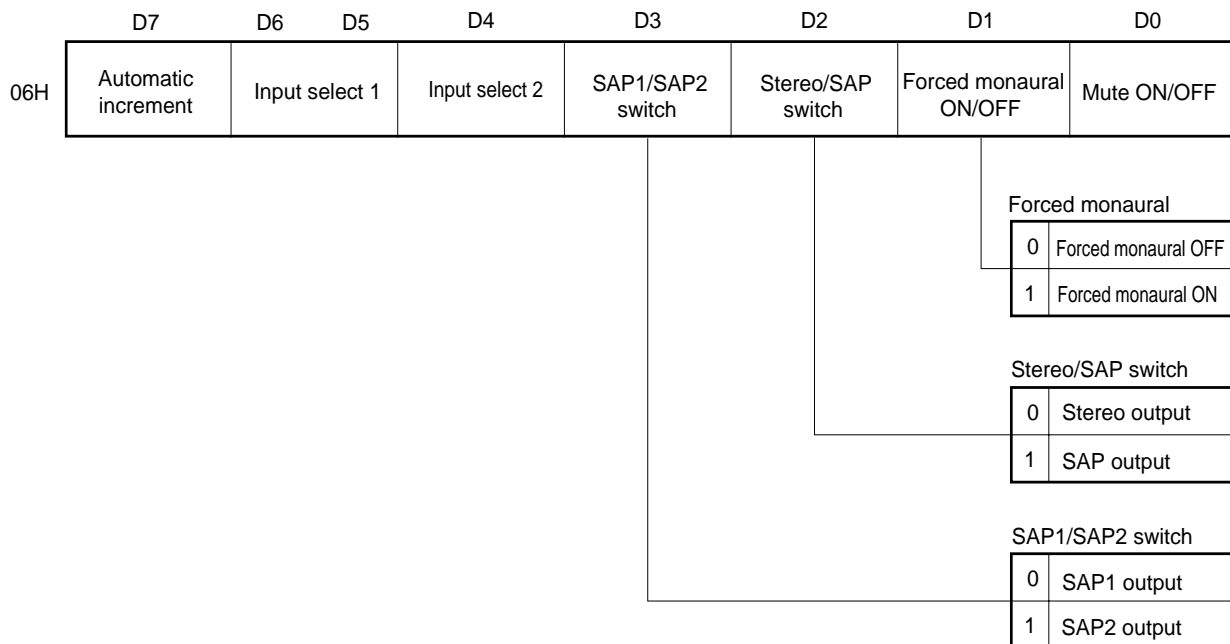 D7 D6 D5 D4 D3 D2 D1 D0
06H
Automatic
increment
Input select 1
Input select 2
SAP1/SAP2
switch
Stereo/SAP
switch
Forced monaural
ON/OFF
Mute ON/OFF
Forced monaural
0 Forced monaural OFF
1 Forced monaural ON
Stereo/SAP switch
0 Stereo output
1 SAP output
SAP1/SAP2 switch
0 SAP1 output
1 SAP2 output